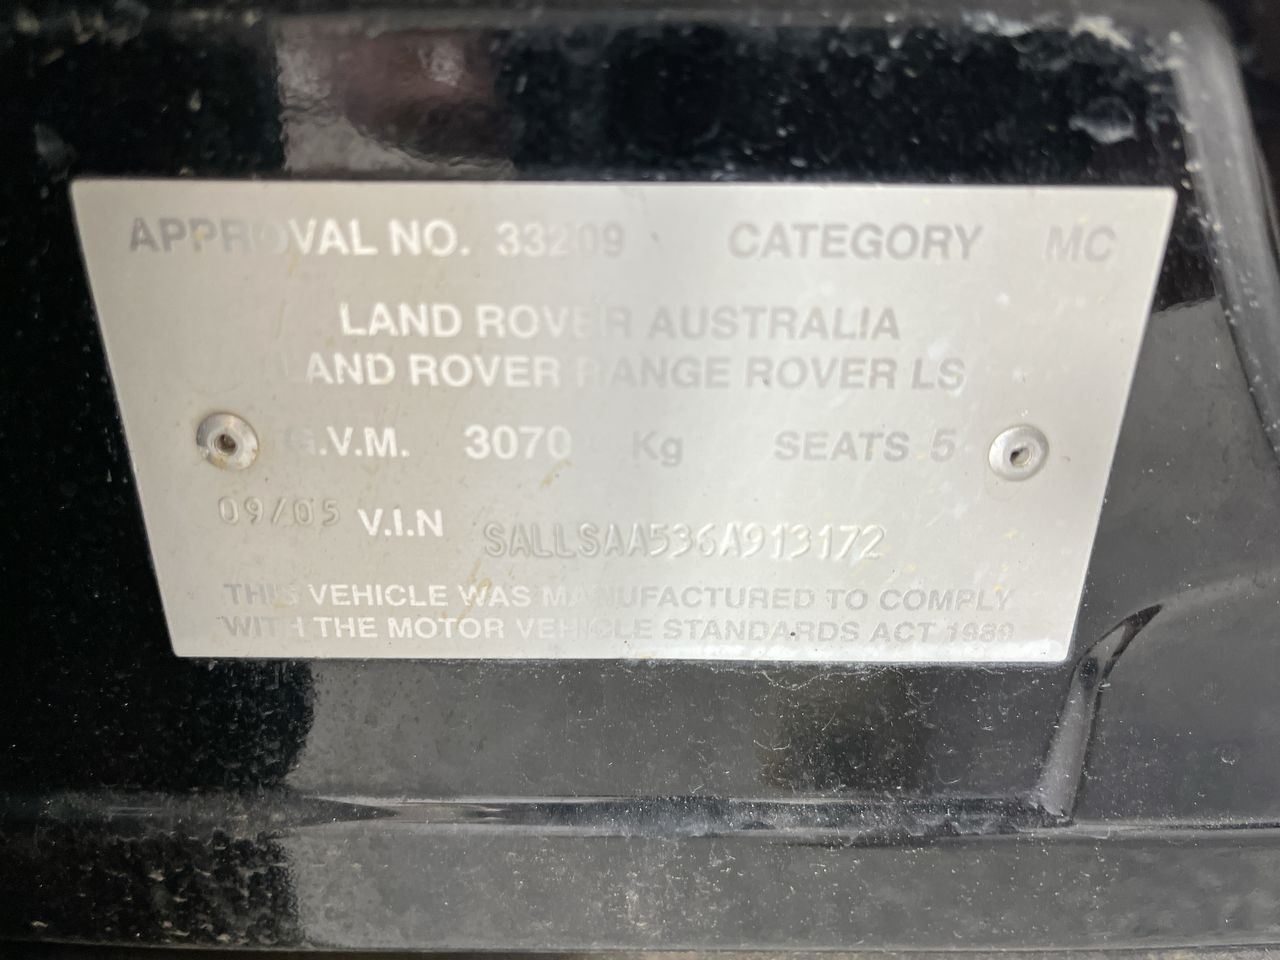 APPROVAL NO. 33209 CATEGORY MC
LAND ROVER AUSTRALIA
LAND ROVER RANGE ROVER LS
G.V.M. 3070 Kg SEATS 5
09/05 V.I.N SALLSAA536A913172
THIS VEHICLE WAS MANUFACTURED TO COMPLY
WITH THE MOTOR VEHICLE STANDARDS ACT 1989